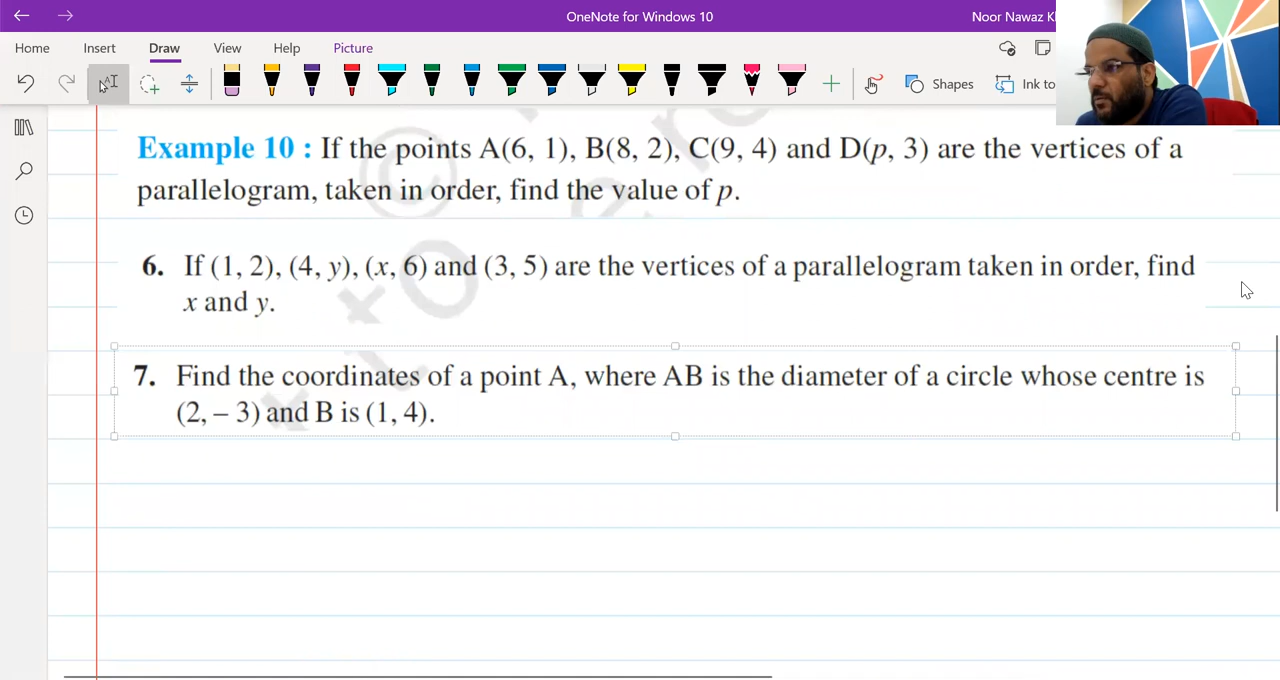 OneNote for Windows 10
Noor Nawaz
Home Insert Draw View Help Picture
Shapes
Ink to
Example 10 : If the points A(6, 1), B(8, 2), C(9, 4) and D(p, 3) are the vertices of a
parallelogram, taken in order, find the value of p.
6. If (1, 2), (4, y), (x, 6) and (3, 5) are the vertices of a parallelogram taken in order, find
x and y.
7. Find the coordinates of a point A, where AB is the diameter of a circle whose centre is
(2, – 3) and B is (1, 4).